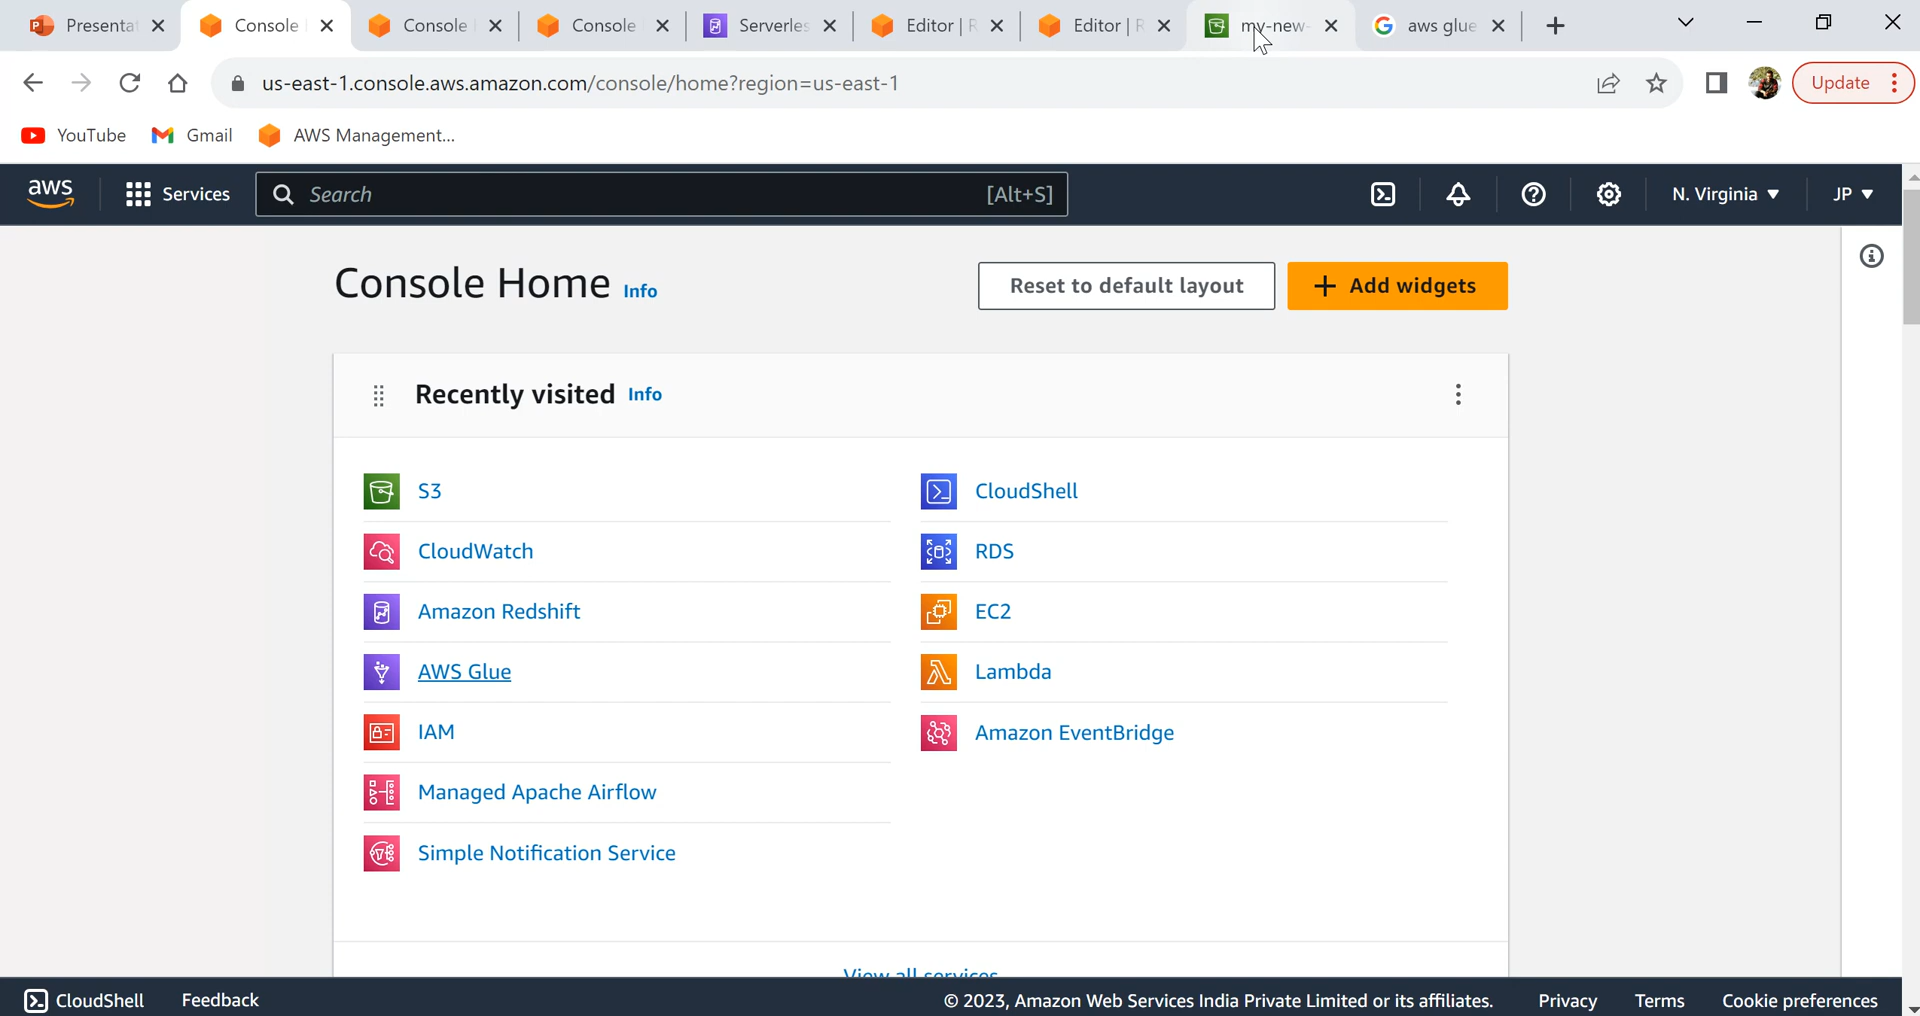 Presentat Console Console Console Serverles Editor | R Editor | R my-new- aws glue
us-east-1.console.aws.amazon.com/console/home?region=us-east-1 Update
YouTube Gmail AWS Management...
aws Services Search [Alt+S] N. Virginia JP
Console Home Info Reset to default layout Add widgets
Recently visited Info
S3
CloudWatch
Amazon Redshift
AWS Glue
IAM
Managed Apache Airflow
Simple Notification Service
CloudShell
RDS
EC2
Lambda
Amazon EventBridge
View all services
CloudShell Feedback © 2023, Amazon Web Services India Private Limited or its affiliates. Privacy Terms Cookie preferences